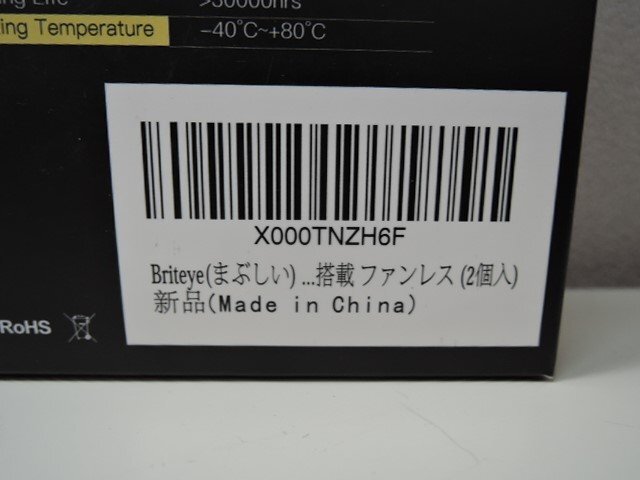 >30000hrs
Temperature -40°C~+80°C
X000TNZH6F
Briteye(まぶしい) ...搭載 ファンレス (2個入)
新品(Made in China)
RoHS